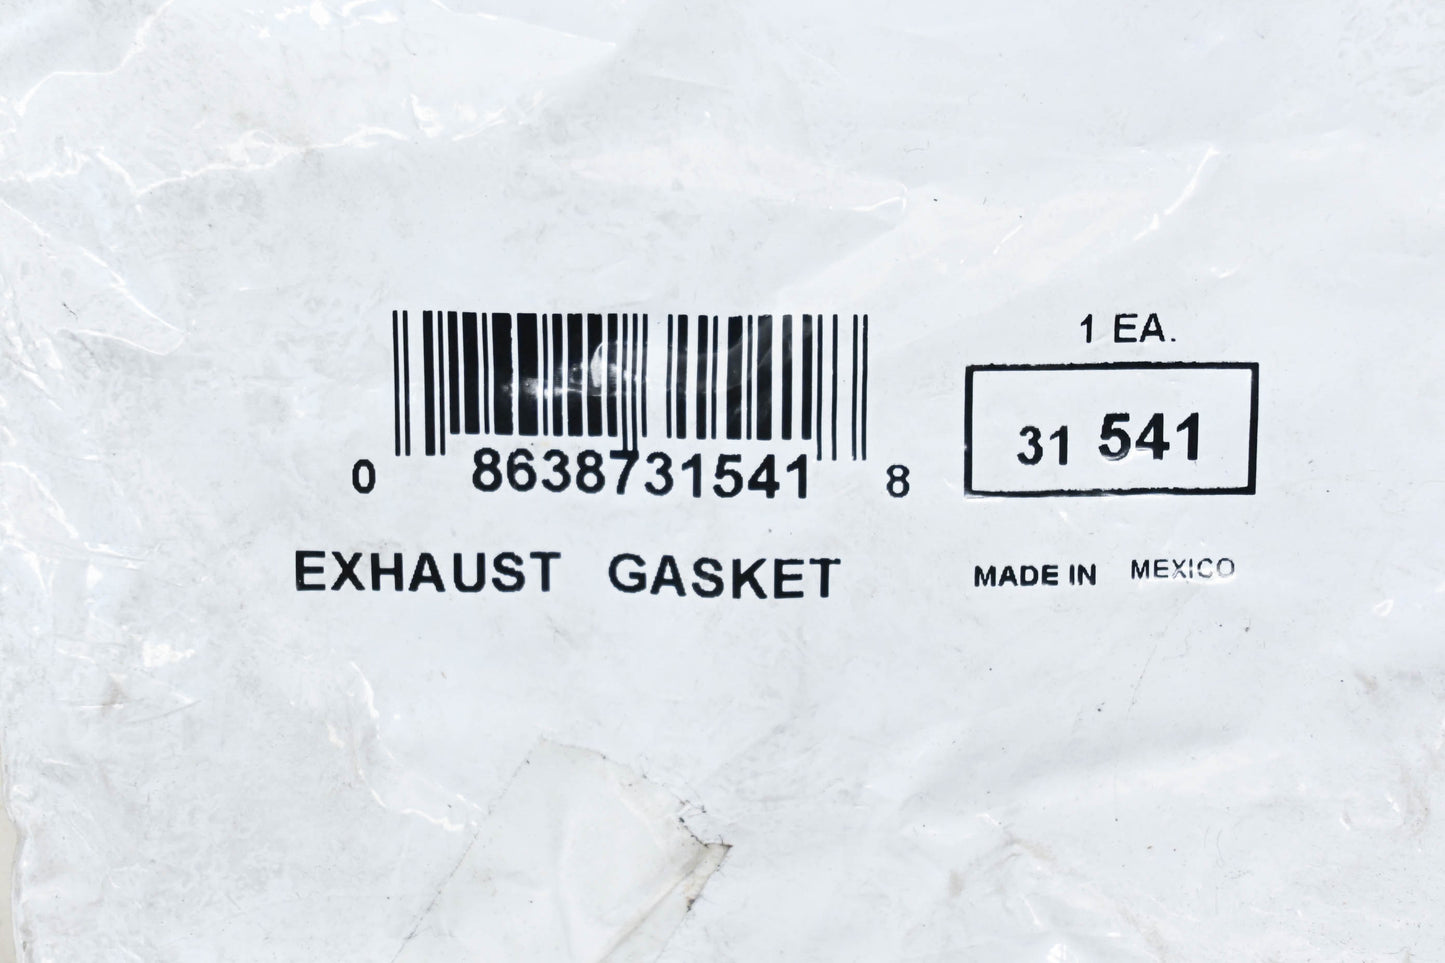 1 EA.
31 541
0 8638731541 8
EXHAUST GASKET
MADE IN MEXICO